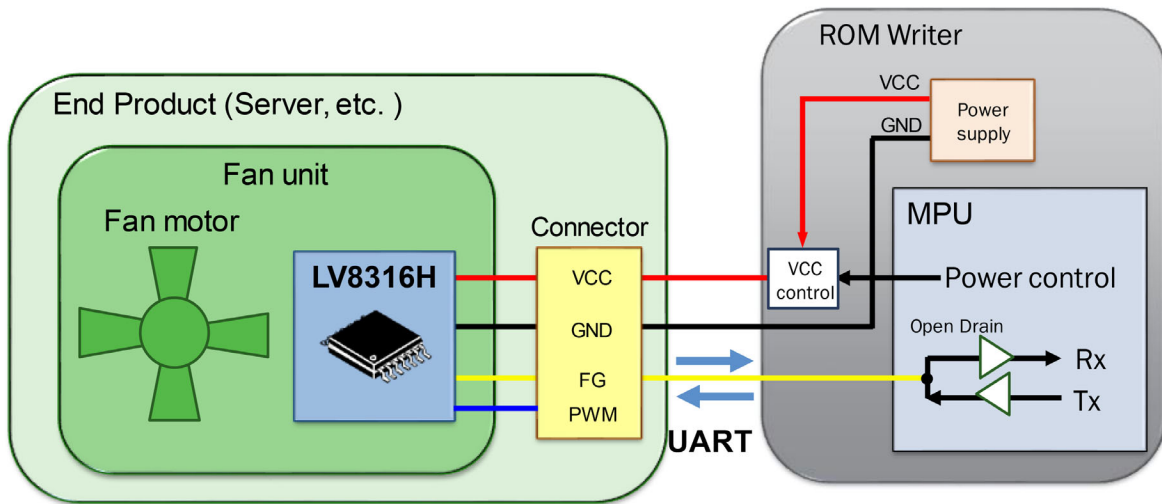 End Product (Server, etc. )
Fan unit
Fan motor
LV8316H
Connector
VCC
GND
FG
PWM
UART
ROM Writer
VCC
GND
Power
supply
MPU
VCC
control
Power control
Open Drain
Rx
Tx